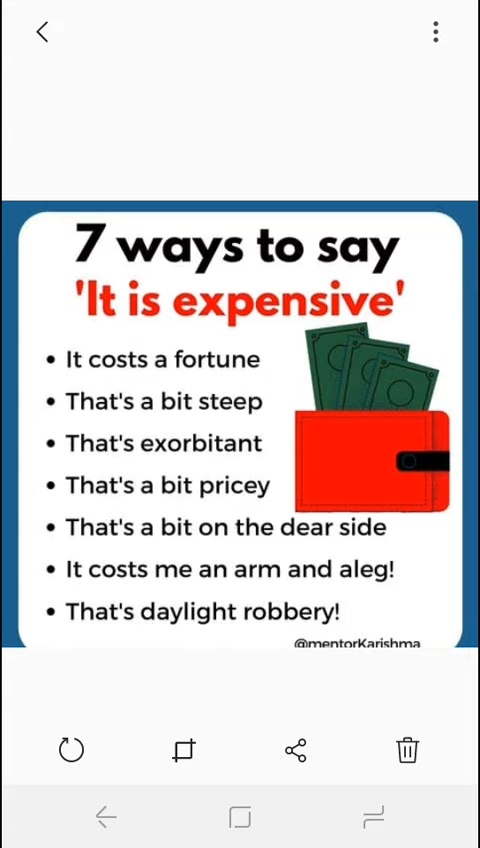 7 ways to say
'It is expensive'
• It costs a fortune
• That's a bit steep
• That's exorbitant
• That's a bit pricey
• That's a bit on the dear side
• It costs me an arm and aleg!
• That's daylight robbery!
@mentorKarishma